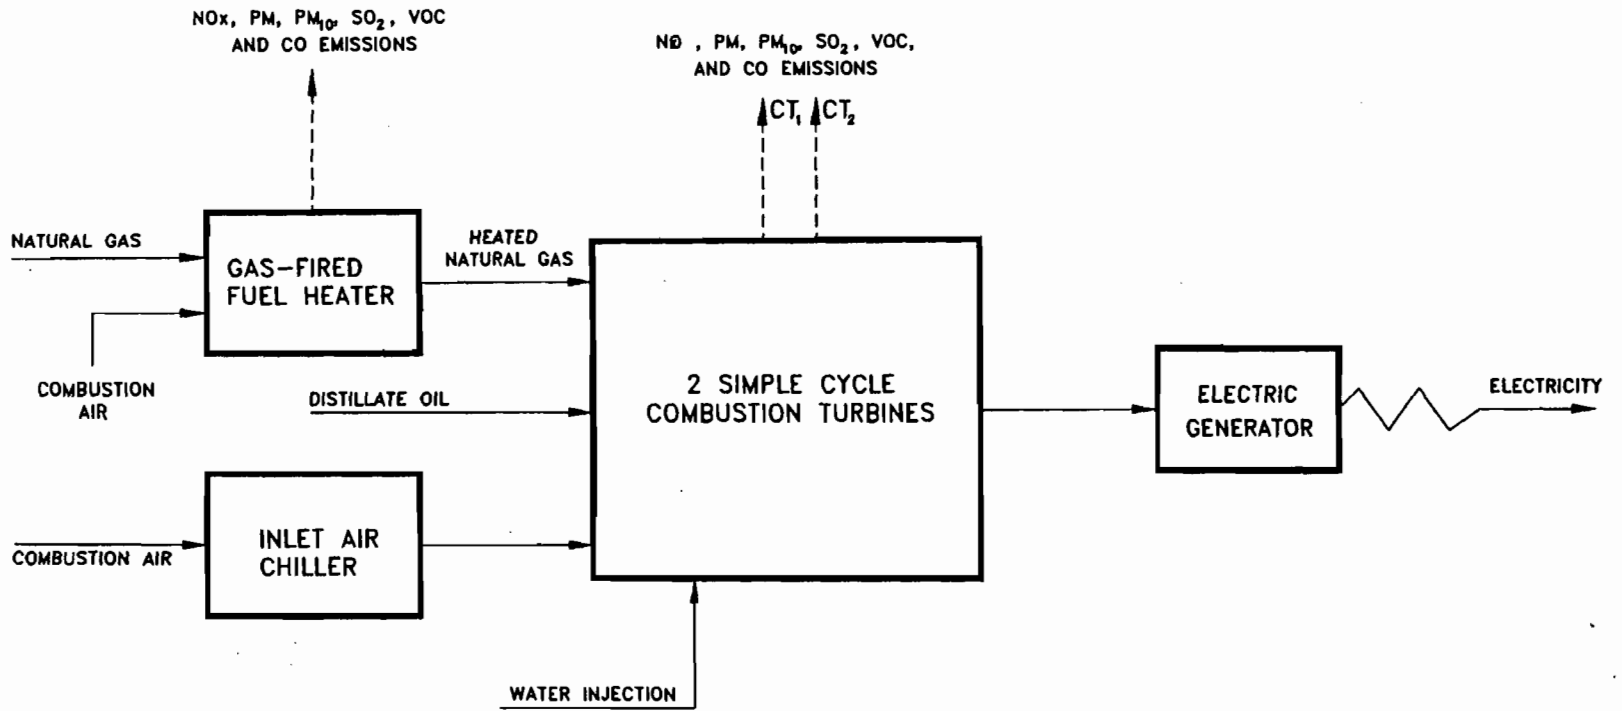 NOx, PM, PM10, SO2, VOC
AND CO EMISSIONS
, PM, PM10, SO2, VOC,
AND CO EMISSIONS
CT1
CT2
NATURAL GAS
GAS-FIRED
FUEL HEATER
HEATED
NATURAL GAS
COMBUSTION
AIR
DISTILLATE OIL
2 SIMPLE CYCLE
COMBUSTION TURBINES
ELECTRIC
GENERATOR
ELECTRICITY
COMBUSTION AIR
INLET AIR
CHILLER
WATER INJECTION